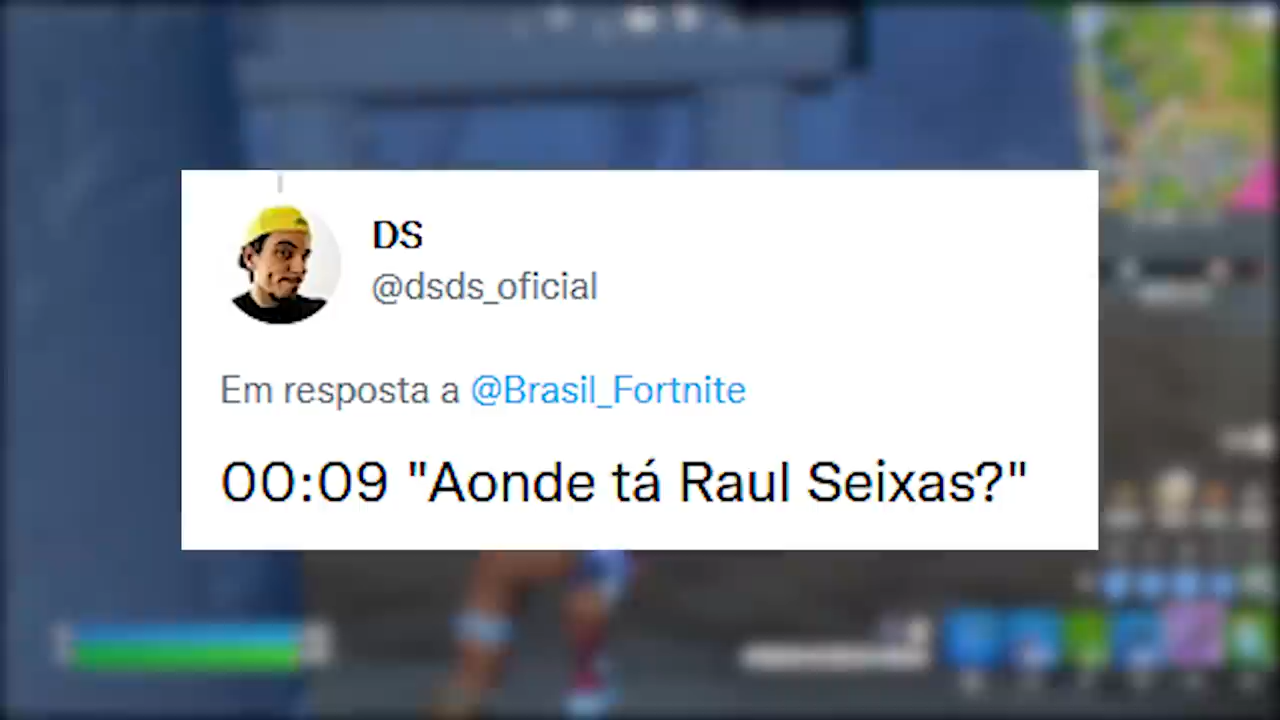 DS
@dsds_oficial
Em resposta a @Brasil_Fortnite
00:09 "Aonde tá Raul Seixas?"